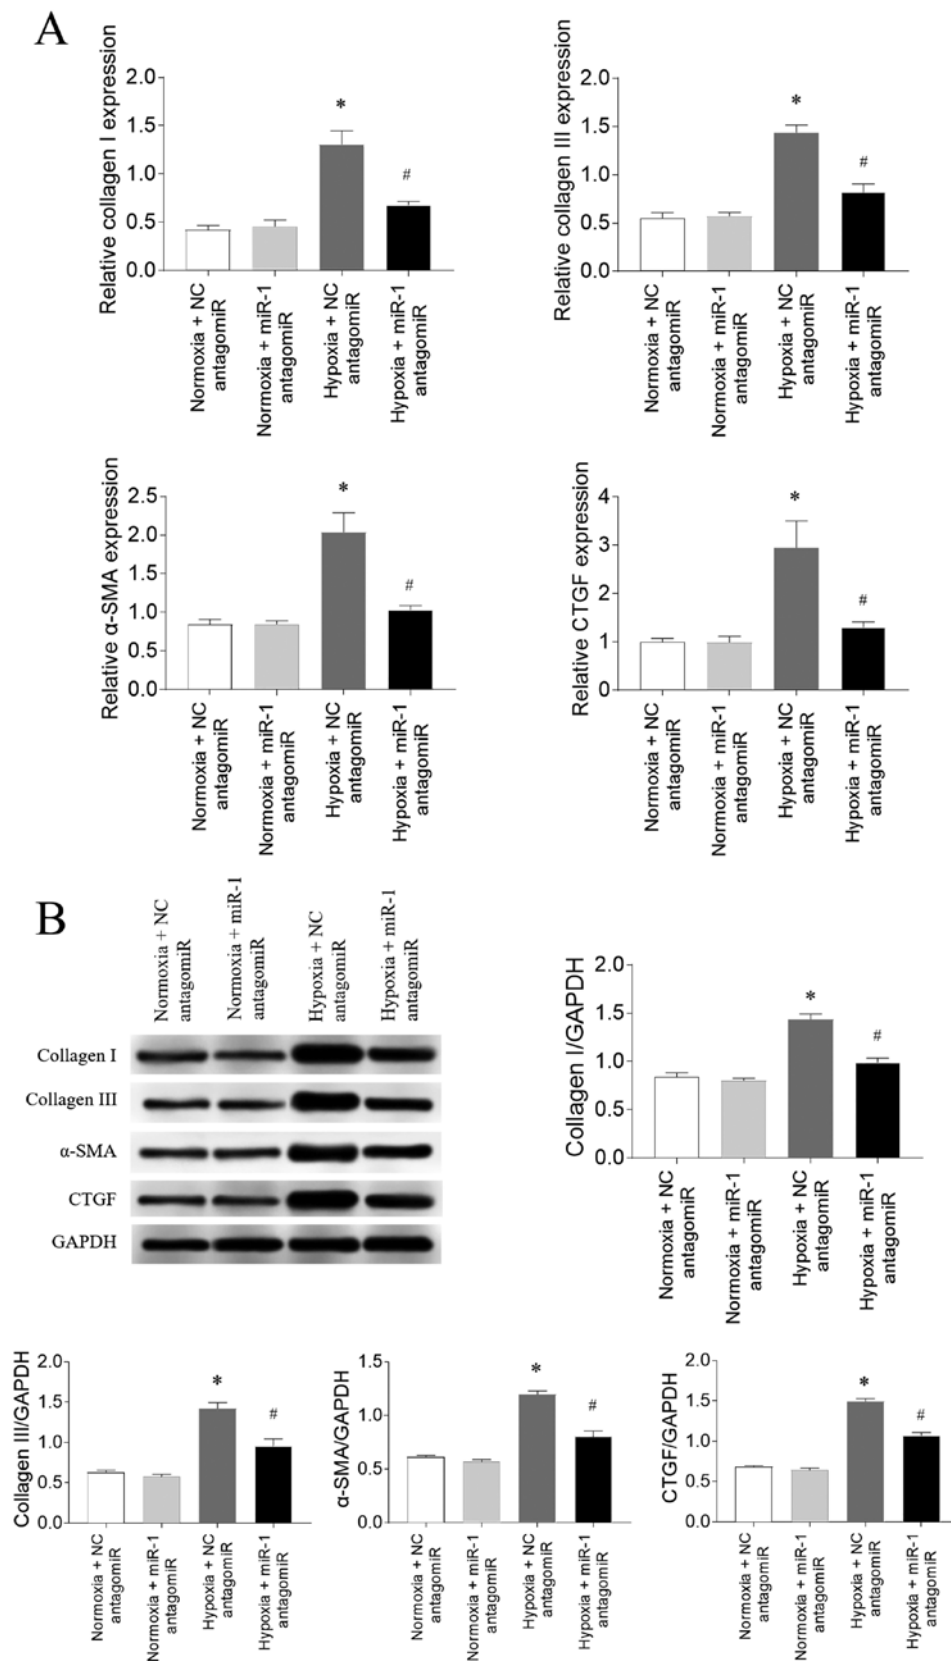 A
Relative collagen I expression
2.0
1.5
1.0
0.5
0.0
*
#
Normoxia + NC
antagomiR
Normoxia + miR-1
antagomiR
Hypoxia + NC
antagomiR
Hypoxia + miR-1
antagomiR
Relative collagen III expression
2.0
1.5
1.0
0.5
0.0
*
#
Normoxia + NC
antagomiR
Normoxia + miR-1
antagomiR
Hypoxia + NC
antagomiR
Hypoxia + miR-1
antagomiR
Relative α-SMA expression
2.5
2.0
1.5
1.0
0.5
0.0
*
#
Normoxia + NC
antagomiR
Normoxia + miR-1
antagomiR
Hypoxia + NC
antagomiR
Hypoxia + miR-1
antagomiR
Relative CTGF expression
4
3
2
1
0
*
#
Normoxia + NC
antagomiR
Normoxia + miR-1
antagomiR
Hypoxia + NC
antagomiR
Hypoxia + miR-1
antagomiR
B
Normoxia + NC
antagomiR
Normoxia + miR-1
antagomiR
Hypoxia + NC
antagomiR
Hypoxia + miR-1
antagomiR
Collagen I
Collagen III
α-SMA
CTGF
GAPDH
Collagen I/GAPDH
2.0
1.5
1.0
0.5
0.0
*
#
Normoxia + NC
antagomiR
Normoxia + miR-1
antagomiR
Hypoxia + NC
antagomiR
Hypoxia + miR-1
antagomiR
Collagen III/GAPDH
2.0
1.5
1.0
0.5
0.0
*
#
Normoxia + NC
antagomiR
Normoxia + miR-1
antagomiR
Hypoxia + NC
antagomiR
Hypoxia + miR-1
antagomiR
α-SMA/GAPDH
1.5
1.0
0.5
0.0
*
#
Normoxia + NC
antagomiR
Normoxia + miR-1
antagomiR
Hypoxia + NC
antagomiR
Hypoxia + miR-1
antagomiR
CTGF/GAPDH
2.0
1.5
1.0
0.5
0.0
*
#
Normoxia + NC
antagomiR
Normoxia + miR-1
antagomiR
Hypoxia + NC
antagomiR
Hypoxia + miR-1
antagomiR